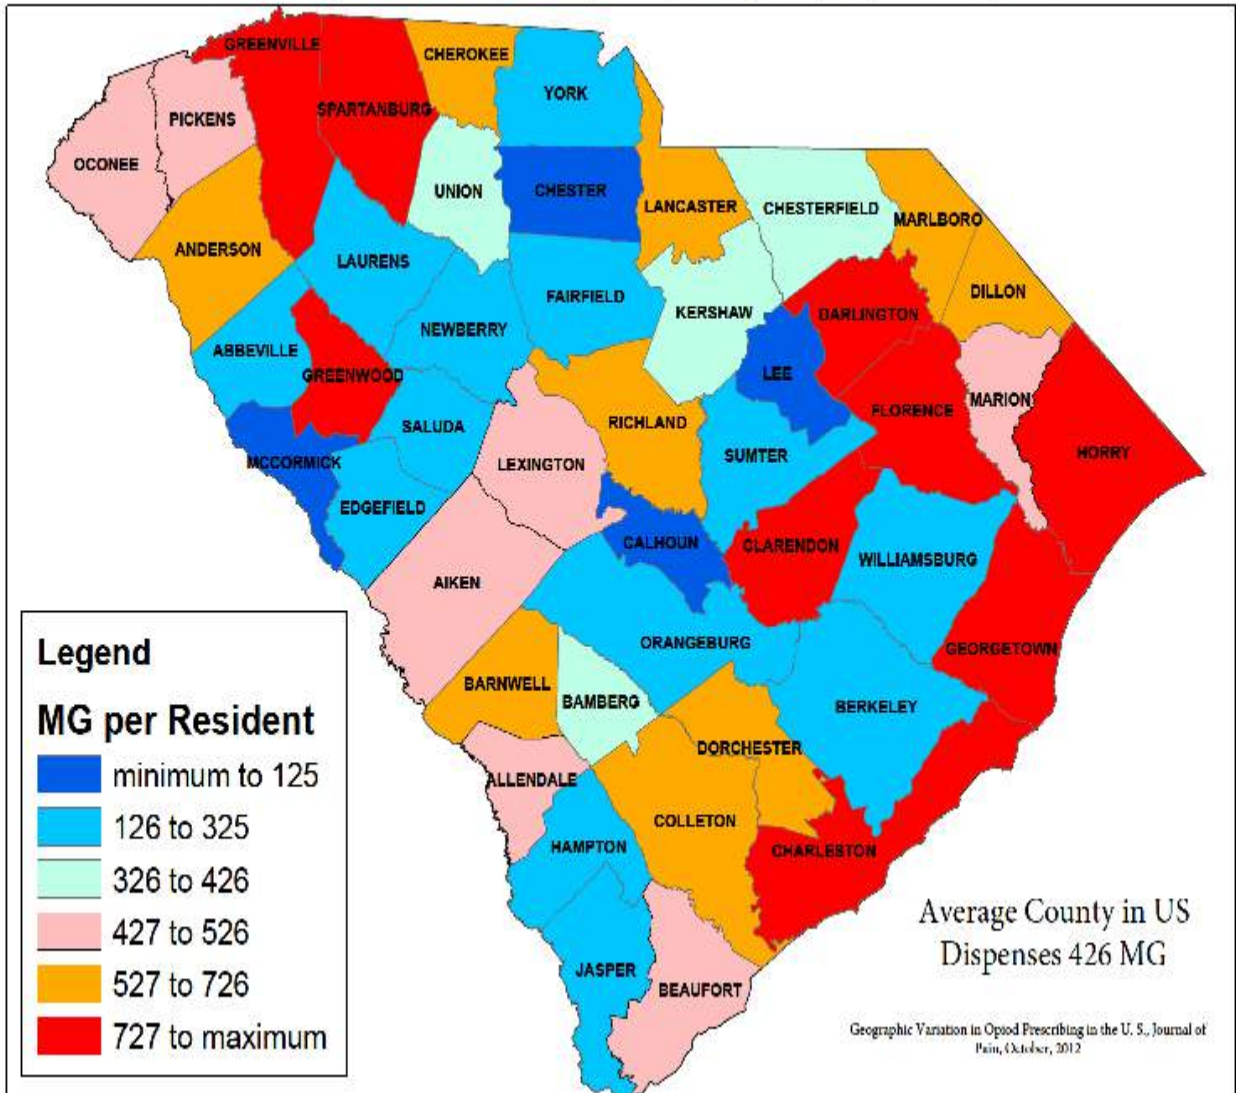 GREENVILLE
CHEROKEE
SPARTANBURG
YORK
PICKENS
OCONEE
UNION
CHESTER
LANCASTER
CHESTERFIELD
MARLBORO
ANDERSON
LAURENS
FAIRFIELD
DILLON
KERSHAW
DARLINGTON
NEWBERRY
ABBEVILLE
GREENWOOD
LEE
MARION
FLORENCE
SALUDA
RICHLAND
HORRY
SUMTER
MCCORMICK
LEXINGTON
EDGEFIELD
CALHOUN
CLARENDON
WILLIAMSBURG
AIKEN
ORANGEBURG
GEORGETOWN
BARNWELL
BAMBERG
BERKELEY
DORCHESTER
ALLENDALE
COLLETON
HAMPTON
CHARLESTON
JASPER
BEAUFORT
Legend
MG per Resident
minimum to 125
126 to 325
326 to 426
427 to 526
527 to 726
727 to maximum
Average County in US
Dispenses 426 MG
Geographic Variation in Opiod Prescribing in the U. S., Journal of
Pain, October, 2012